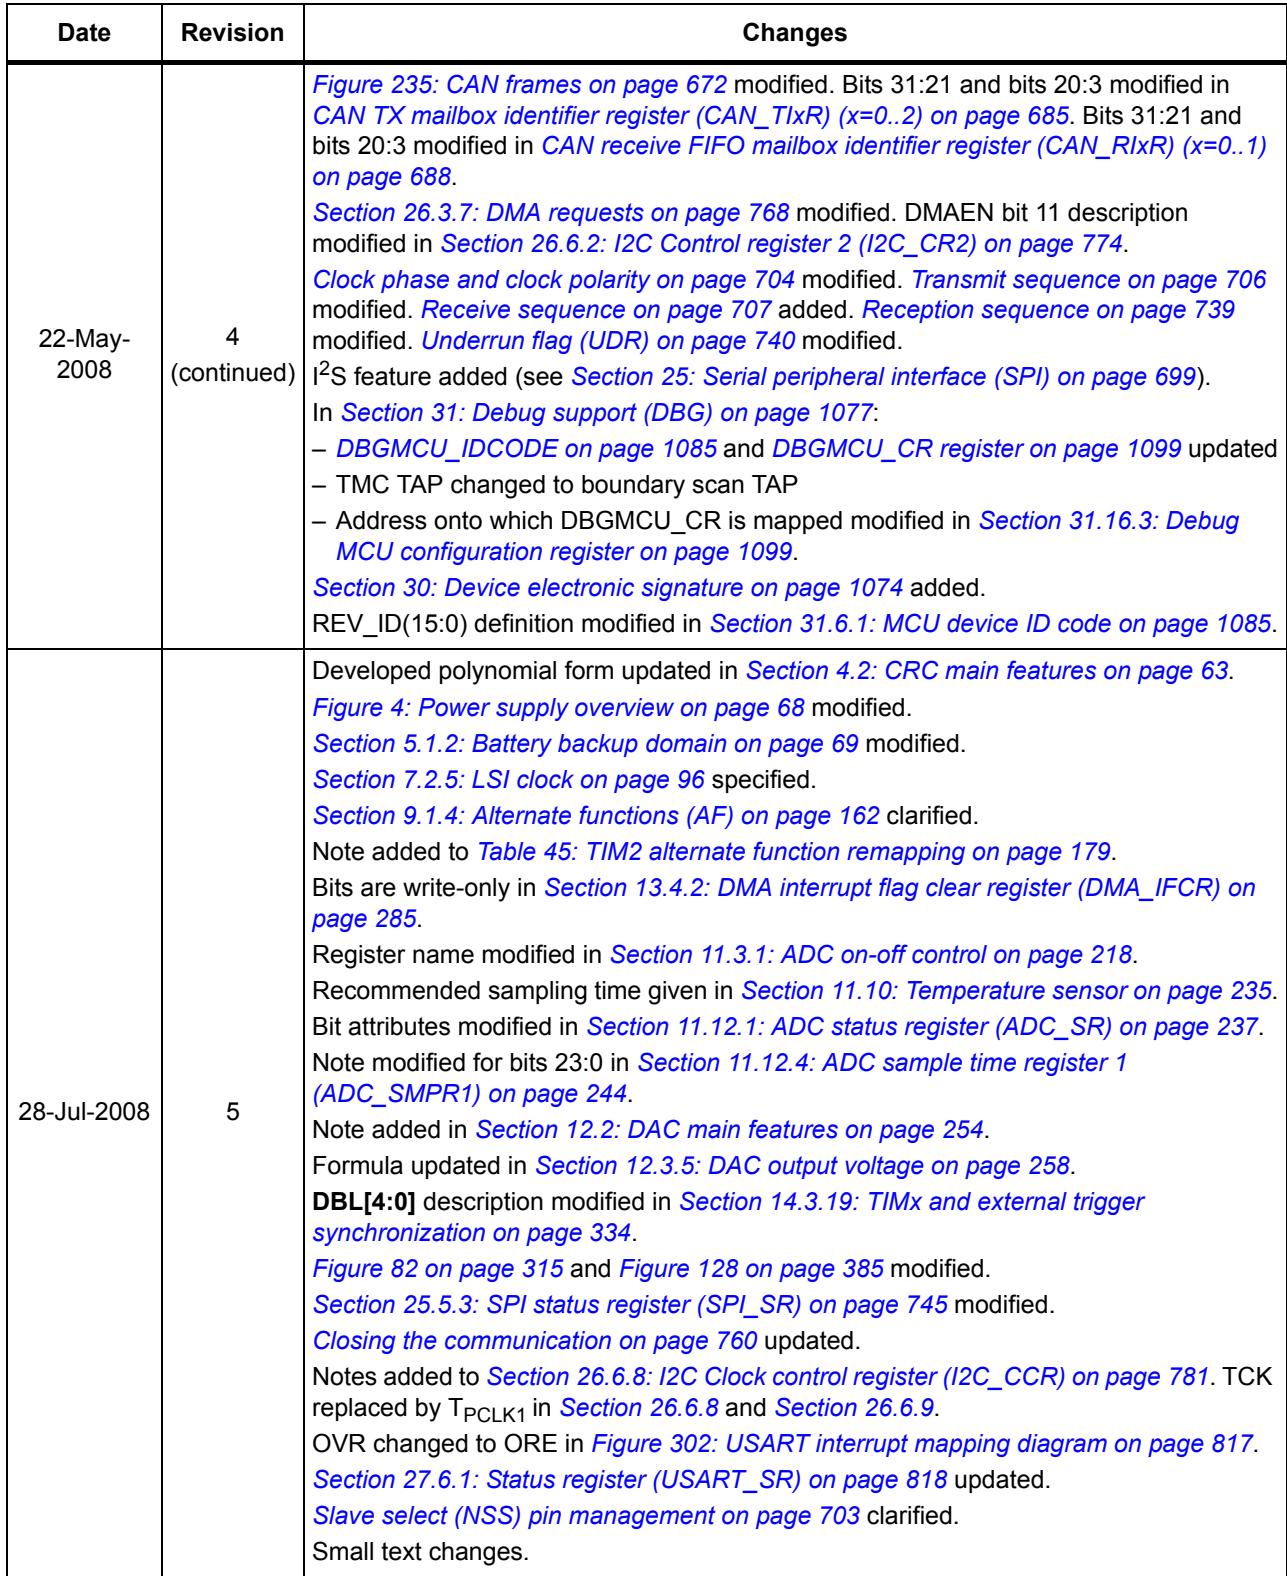 Date Revision Changes
Figure 235: CAN frames on page 672 modified. Bits 31:21 and bits 20:3 modified in
CAN TX mailbox identifier register (CAN_TIxR) (x=0..2) on page 685. Bits 31:21 and
bits 20:3 modified in CAN receive FIFO mailbox identifier register (CAN_RIxR) (x=0..1)
on page 688.
Section 26.3.7: DMA requests on page 768 modified. DMAEN bit 11 description
modified in Section 26.6.2: I2C Control register 2 (I2C_CR2) on page 774.
Clock phase and clock polarity on page 704 modified. Transmit sequence on page 706
modified. Receive sequence on page 707 added. Reception sequence on page 739
modified. Underrun flag (UDR) on page 740 modified.
22-May-
2008
4
(continued)
I2S feature added (see Section 25: Serial peripheral interface (SPI) on page 699).
In Section 31: Debug support (DBG) on page 1077:
– DBGMCU_IDCODE on page 1085 and DBGMCU_CR register on page 1099 updated
– TMC TAP changed to boundary scan TAP
– Address onto which DBGMCU_CR is mapped modified in Section 31.16.3: Debug
MCU configuration register on page 1099.
Section 30: Device electronic signature on page 1074 added.
REV_ID(15:0) definition modified in Section 31.6.1: MCU device ID code on page 1085.
28-Jul-2008
5
Developed polynomial form updated in Section 4.2: CRC main features on page 63.
Figure 4: Power supply overview on page 68 modified.
Section 5.1.2: Battery backup domain on page 69 modified.
Section 7.2.5: LSI clock on page 96 specified.
Section 9.1.4: Alternate functions (AF) on page 162 clarified.
Note added to Table 45: TIM2 alternate function remapping on page 179.
Bits are write-only in Section 13.4.2: DMA interrupt flag clear register (DMA_IFCR) on
page 285.
Register name modified in Section 11.3.1: ADC on-off control on page 218.
Recommended sampling time given in Section 11.10: Temperature sensor on page 235.
Bit attributes modified in Section 11.12.1: ADC status register (ADC_SR) on page 237.
Note modified for bits 23:0 in Section 11.12.4: ADC sample time register 1
(ADC_SMPR1) on page 244.
Note added in Section 12.2: DAC main features on page 254.
Formula updated in Section 12.3.5: DAC output voltage on page 258.
DBL[4:0] description modified in Section 14.3.19: TIMx and external trigger
synchronization on page 334.
Figure 82 on page 315 and Figure 128 on page 385 modified.
Section 25.5.3: SPI status register (SPI_SR) on page 745 modified.
Closing the communication on page 760 updated.
Notes added to Section 26.6.8: I2C Clock control register (I2C_CCR) on page 781. TCK
replaced by TPCLK1 in Section 26.6.8 and Section 26.6.9.
OVR changed to ORE in Figure 302: USART interrupt mapping diagram on page 817.
Section 27.6.1: Status register (USART_SR) on page 818 updated.
Slave select (NSS) pin management on page 703 clarified.
Small text changes.